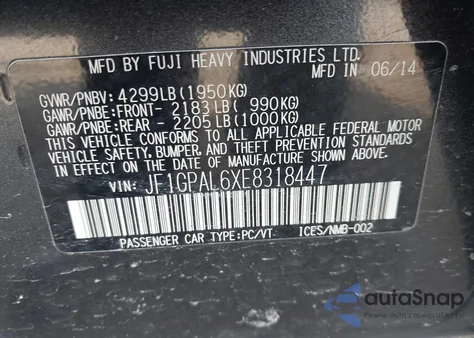 MFD BY FUJI HEAVY INDUSTRIES LTD.
MFD IN 06/14
GVWR/PNBV: 4299LB(1950KG)
GAWR/PNBE:FRONT- 2183LB( 990KG)
GAWR/PNBE:REAR - 2205LB(1000KG)
THIS VEHICLE CONFORMS TO ALL APPLICABLE FEDERAL MOTOR
VEHICLE SAFETY, BUMPER, AND THEFT PREVENTION STANDARDS
IN EFFECT ON THE DATE OF MANUFACTURE SHOWN ABOVE.
VIN: JF1GPAL6XE8318447
PASSENGER CAR TYPE:PC/VT ICES/NMB-002
autaSnap